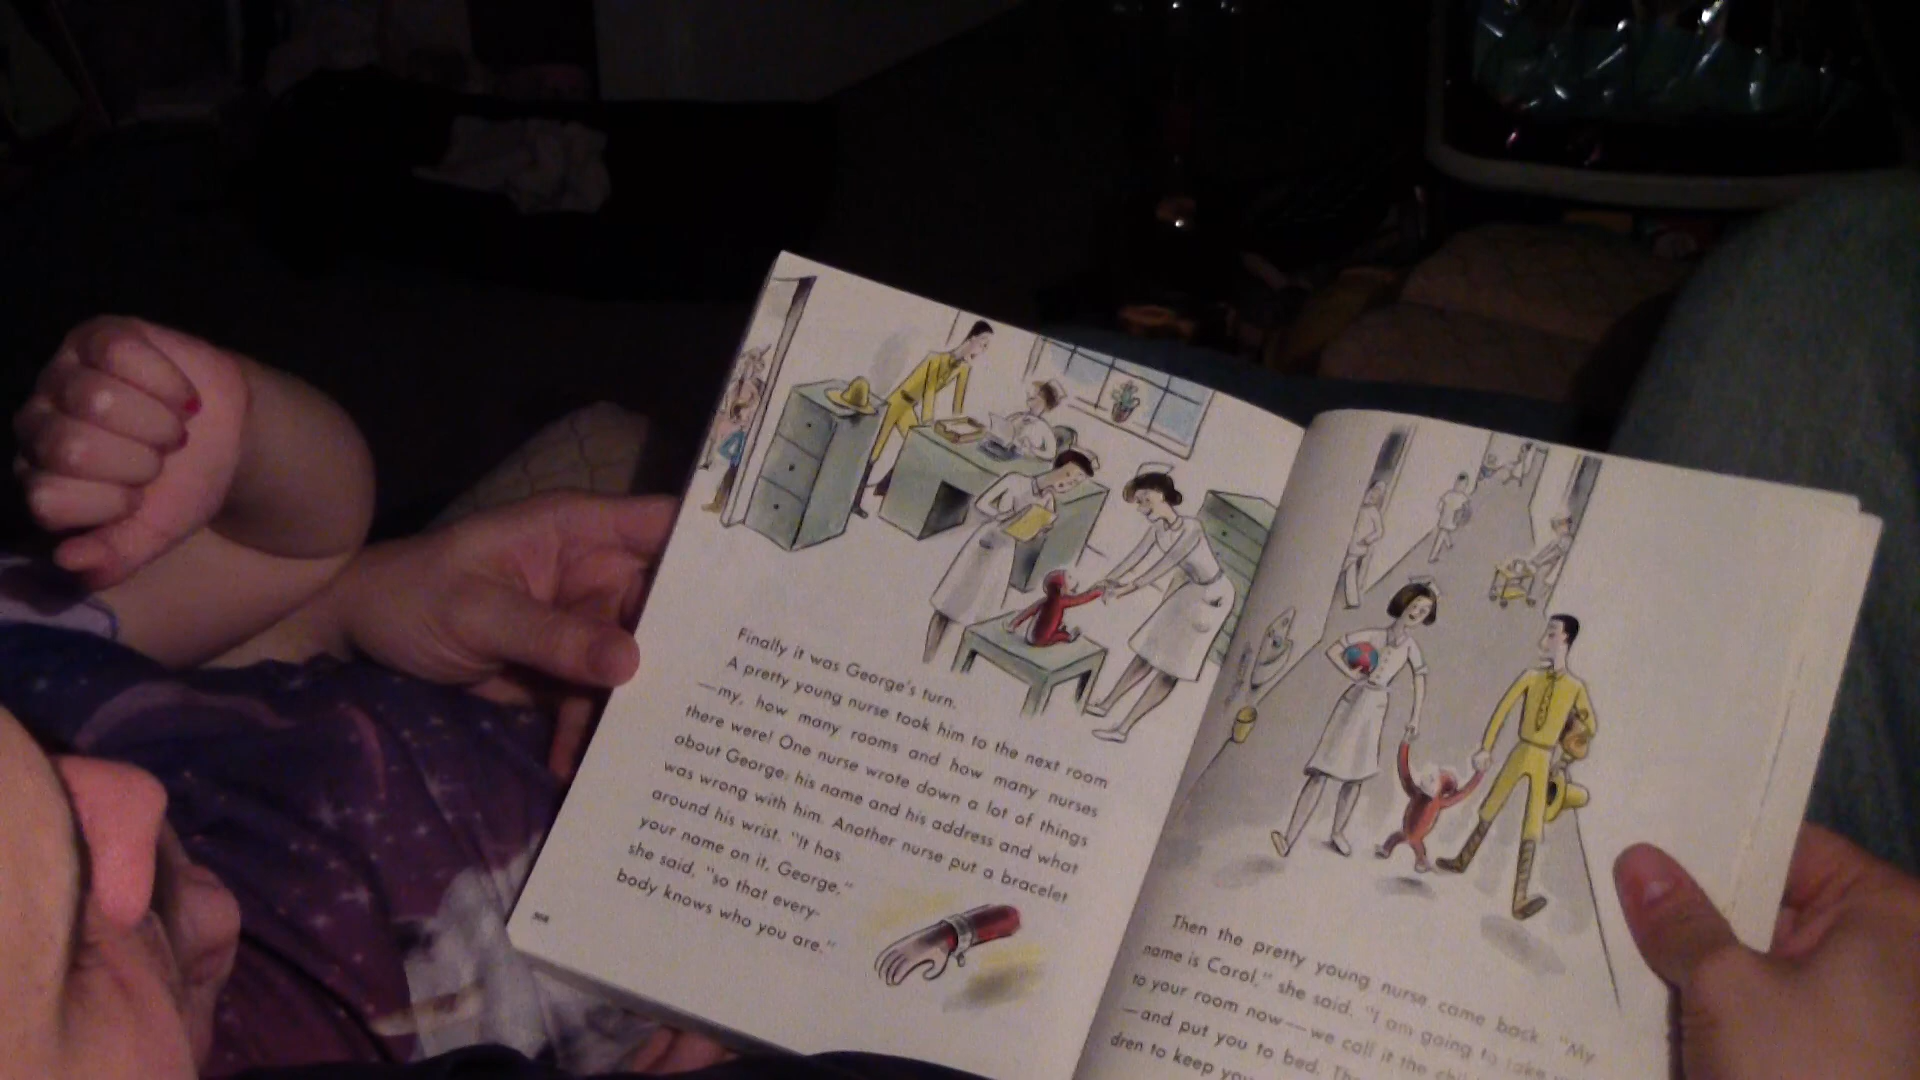 Finally it was George's turn.
A pretty young nurse took him to the next room
—my, how many rooms and how many nurses
there were! One nurse wrote down a lot of things
about George: his name and his address and what
was wrong with him. Another nurse put a bracelet
around his wrist. "It has
your name on it, George,"
she said, "so that every-
body knows who you are."
Then the pretty young nurse came back. "My
name is Carol," she said. "I am going to take
to your room now—we call it the
—and put you to bed.
dren to keep you